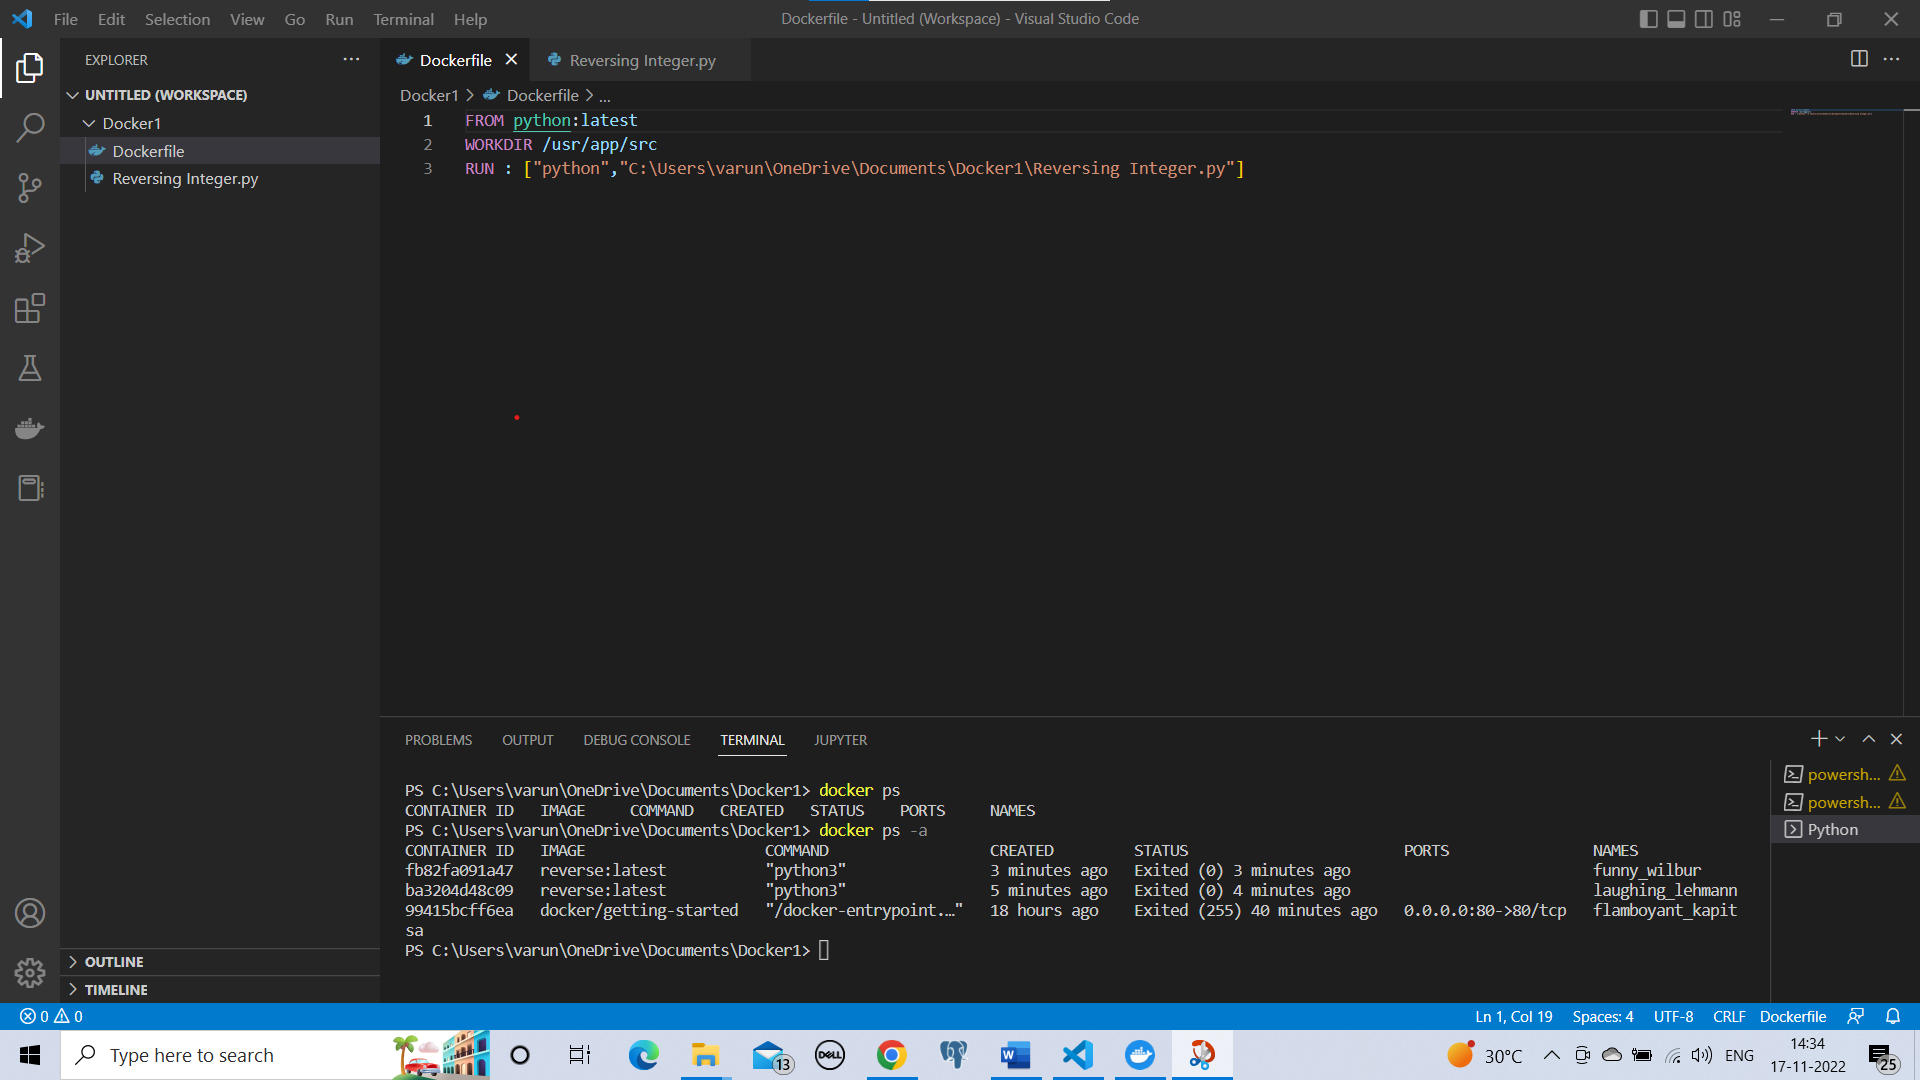 File Edit Selection View Go Run Terminal Help
Dockerfile - Untitled (Workspace) - Visual Studio Code
EXPLORER
UNTITLED (WORKSPACE)
Docker1
Dockerfile
Reversing Integer.py
OUTLINE
TIMELINE
Dockerfile
Reversing Integer.py
Docker1 > Dockerfile > ...
1 FROM python:latest
2 WORKDIR /usr/app/src
3 RUN : ["python","C:\Users\varun\OneDrive\Documents\Docker1\Reversing Integer.py"]
PROBLEMS OUTPUT DEBUG CONSOLE TERMINAL JUPYTER
PS C:\Users\varun\OneDrive\Documents\Docker1> docker ps
CONTAINER ID IMAGE COMMAND CREATED STATUS PORTS NAMES
PS C:\Users\varun\OneDrive\Documents\Docker1> docker ps -a
CONTAINER ID IMAGE COMMAND CREATED STATUS PORTS NAMES
fb82fa091a47 reverse:latest "python3" 3 minutes ago Exited (0) 3 minutes ago funny_wilbur
ba3204d48c09 reverse:latest "python3" 5 minutes ago Exited (0) 4 minutes ago laughing_lehmann
99415bcff6ea docker/getting-started "/docker-entrypoint.…" 18 hours ago Exited (255) 40 minutes ago 0.0.0.0:80->80/tcp flamboyant_kapit
sa
PS C:\Users\varun\OneDrive\Documents\Docker1>
powersh...
powersh...
Python
0 0
Ln 1, Col 19 Spaces: 4 UTF-8 CRLF Dockerfile
Type here to search
13
DELL
W
30°C
ENG
14:34
17-11-2022
25